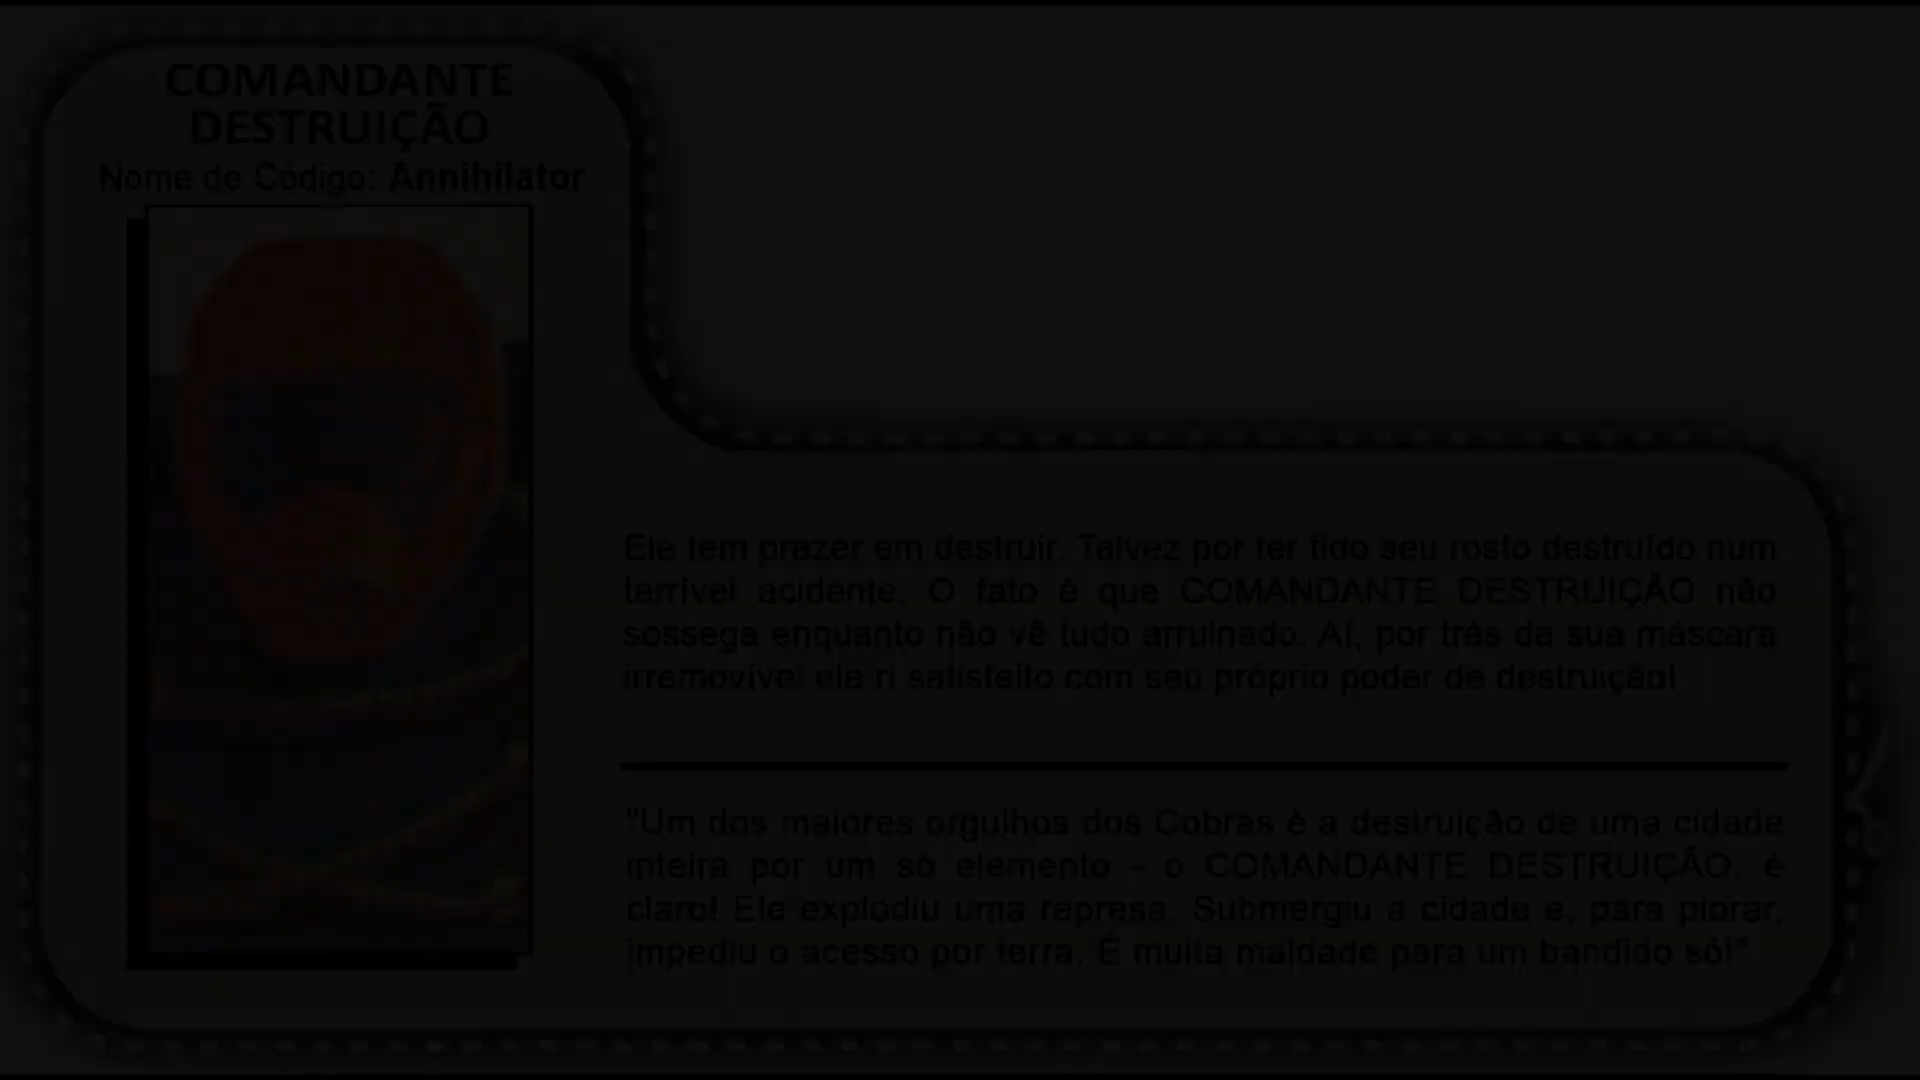 COMANDANTE
DESTRUIÇÃO
Nome de Código: Annihilator
Ele tem prazer em destruir. Talvez por ter tido seu rosto destruído num
terrível acidente. O fato é que COMANDANTE DESTRUIÇÃO não
sossega enquanto não vê tudo arruinado. Aí, por trás da sua máscara
irremovível ele ri satisfeito com seu próprio poder de destruição!
"Um dos maiores orgulhos dos Cobras é a destruição de uma cidade
inteira por um só elemento - o COMANDANTE DESTRUIÇÃO, é
claro! Ele explodiu uma represa. Submergiu a cidade e, para piorar,
impediu o acesso por terra. É muita maldade para um bandido só!"